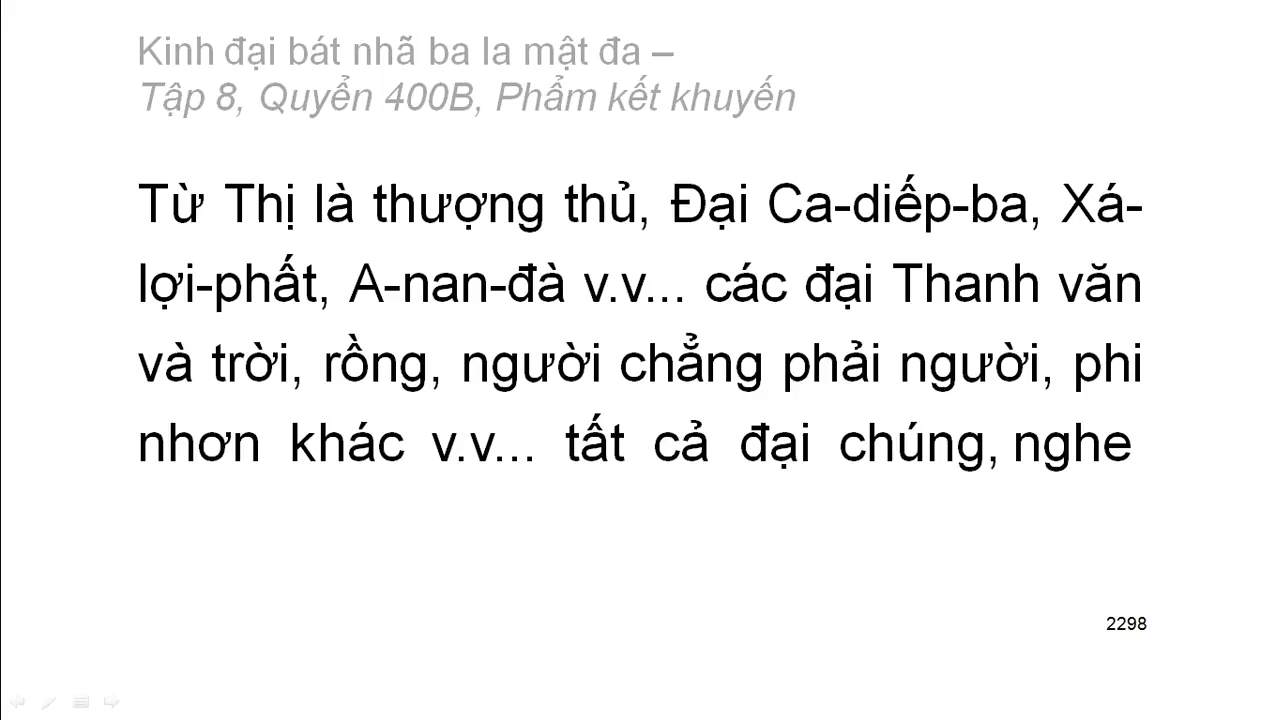 Kinh đại bát nhã ba la mật đa –
Tập 8, Quyển 400B, Phẩm kết khuyến
Từ Thị là thượng thủ, Đại Ca-diếp-ba, Xá-
lợi-phất, A-nan-đà v.v... các đại Thanh văn
và trời, rồng, người chẳng phải người, phi
nhơn khác v.v... tất cả đại chúng, nghe
2298